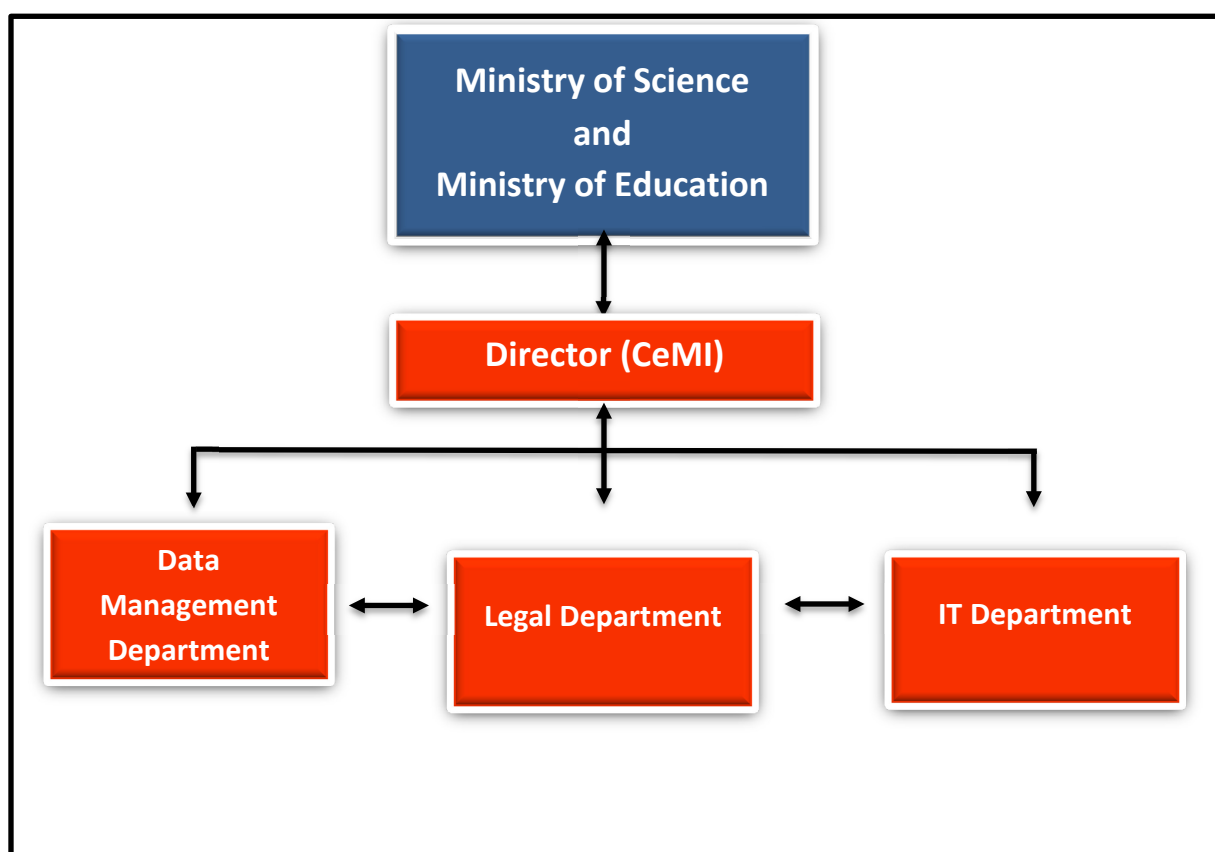 Ministry of Science
and
Ministry of Education
Director (CeMI)
Data
Management
Department
Legal Department
IT Department